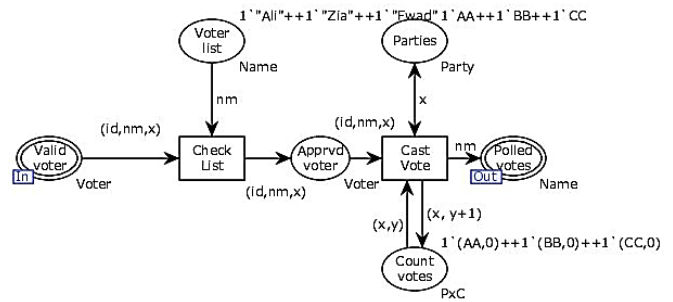 1`"Ali"++1`"Zia"++1`"Fwad"
1`AA++1`BB++1`CC
Voter
list
Name
Parties
Party
nm
x
(id,nm,x)
(id,nm,x)
nm
Valid
voter
In
Voter
Check
List
(id,nm,x)
Apprvd
voter
Voter
Cast
Vote
Polled
votes
Out
Name
(x,y)
(x, y+1)
1`(AA,0)++1`(BB,0)++1`(CC,0)
Count
votes
PxC